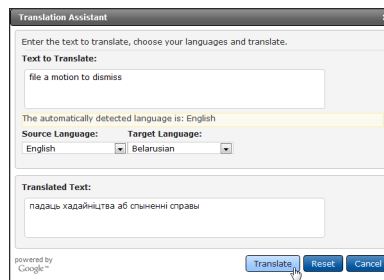 Translation Assistant
Enter the text to translate, choose your languages and translate.
Text to Translate:
file a motion to dismiss
The automatically detected language is: English
Source Language: Target Language:
English Belarusian
Translated Text:
падаць хадайніцтва аб спыненні справы
powered by
Google™
Translate Reset Cancel